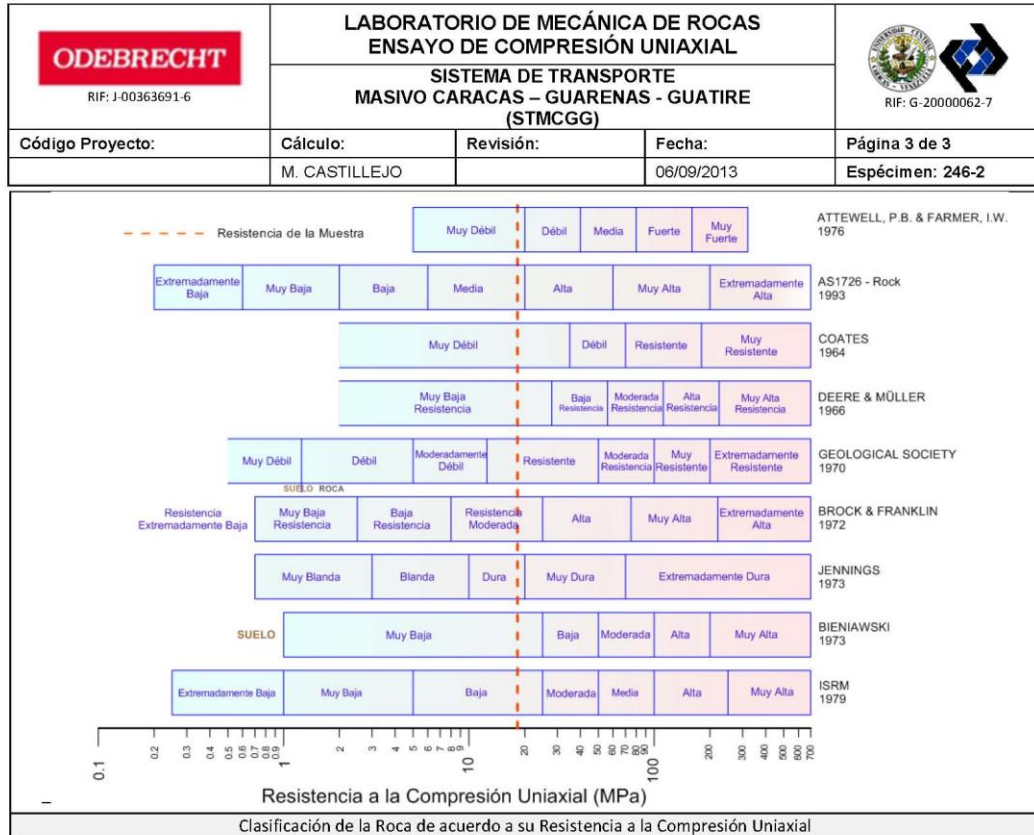 ODEBRECHT
RIF: J-00363691-6
LABORATORIO DE MECÁNICA DE ROCAS
ENSAYO DE COMPRESIÓN UNIAXIAL
SISTEMA DE TRANSPORTE
MASIVO CARACAS – GUARENAS - GUATIRE
(STMCGG)
UNIVERSIDAD CENTRAL
CARACAS - VENEZUELA
RIF: G-20000062-7
Código Proyecto:
Cálculo:
Revisión:
Fecha:
Página 3 de 3
M. CASTILLEJO
06/09/2013
Espécimen: 246-2
Resistencia de la Muestra
Muy Débil
Débil
Media
Fuerte
Muy
Fuerte
ATTEWELL, P.B. & FARMER, I.W.
1976
Extremadamente
Baja
Muy Baja
Baja
Media
Alta
Muy Alta
Extremadamente
Alta
AS1726 - Rock
1993
Muy Débil
Débil
Resistente
Muy
Resistente
COATES
1964
Muy Baja
Resistencia
Baja
Resistencia
Moderada
Resistencia
Alta
Resistencia
Muy Alta
Resistencia
DEERE & MÜLLER
1966
Muy Débil
Débil
Moderadamente
Débil
Resistente
Moderada
Resistencia
Muy
Resistente
Extremadamente
Resistente
GEOLOGICAL SOCIETY
1970
SUELO ROCA
Resistencia
Extremadamente Baja
Muy Baja
Resistencia
Baja
Resistencia
Resistencia
Moderada
Alta
Muy Alta
Extremadamente
Alta
BROCK & FRANKLIN
1972
Muy Blanda
Blanda
Dura
Muy Dura
Extremadamente Dura
JENNINGS
1973
SUELO
Muy Baja
Baja
Moderada
Alta
Muy Alta
BIENIAWSKI
1973
Extremadamente Baja
Muy Baja
Baja
Moderada
Media
Alta
Muy Alta
ISRM
1979
0.1 0.2 0.3 0.4 0.5 0.6 0.7 0.8 0.9 1 2 3 4 5 6 7 8 9 10 20 30 40 50 60 70 80 90 100 200 300 400 500 600 700
Resistencia a la Compresión Uniaxial (MPa)
Clasificación de la Roca de acuerdo a su Resistencia a la Compresión Uniaxial